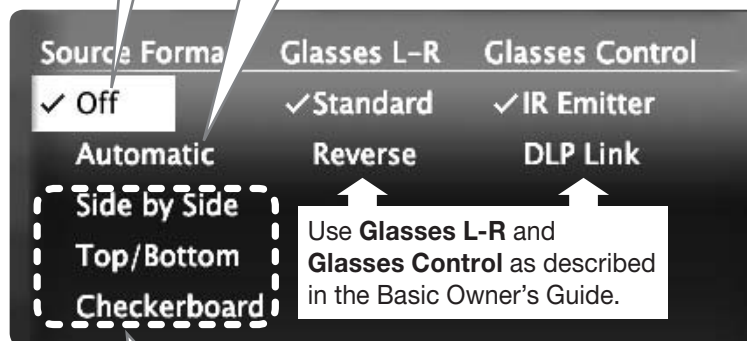 Source Forma Glasses L-R Glasses Control
✓ Off ✓Standard ✓IR Emitter
Automatic Reverse DLP Link
Side by Side
Top/Bottom
Checkerboard
Use Glasses L-R and
Glasses Control as described
in the Basic Owner's Guide.